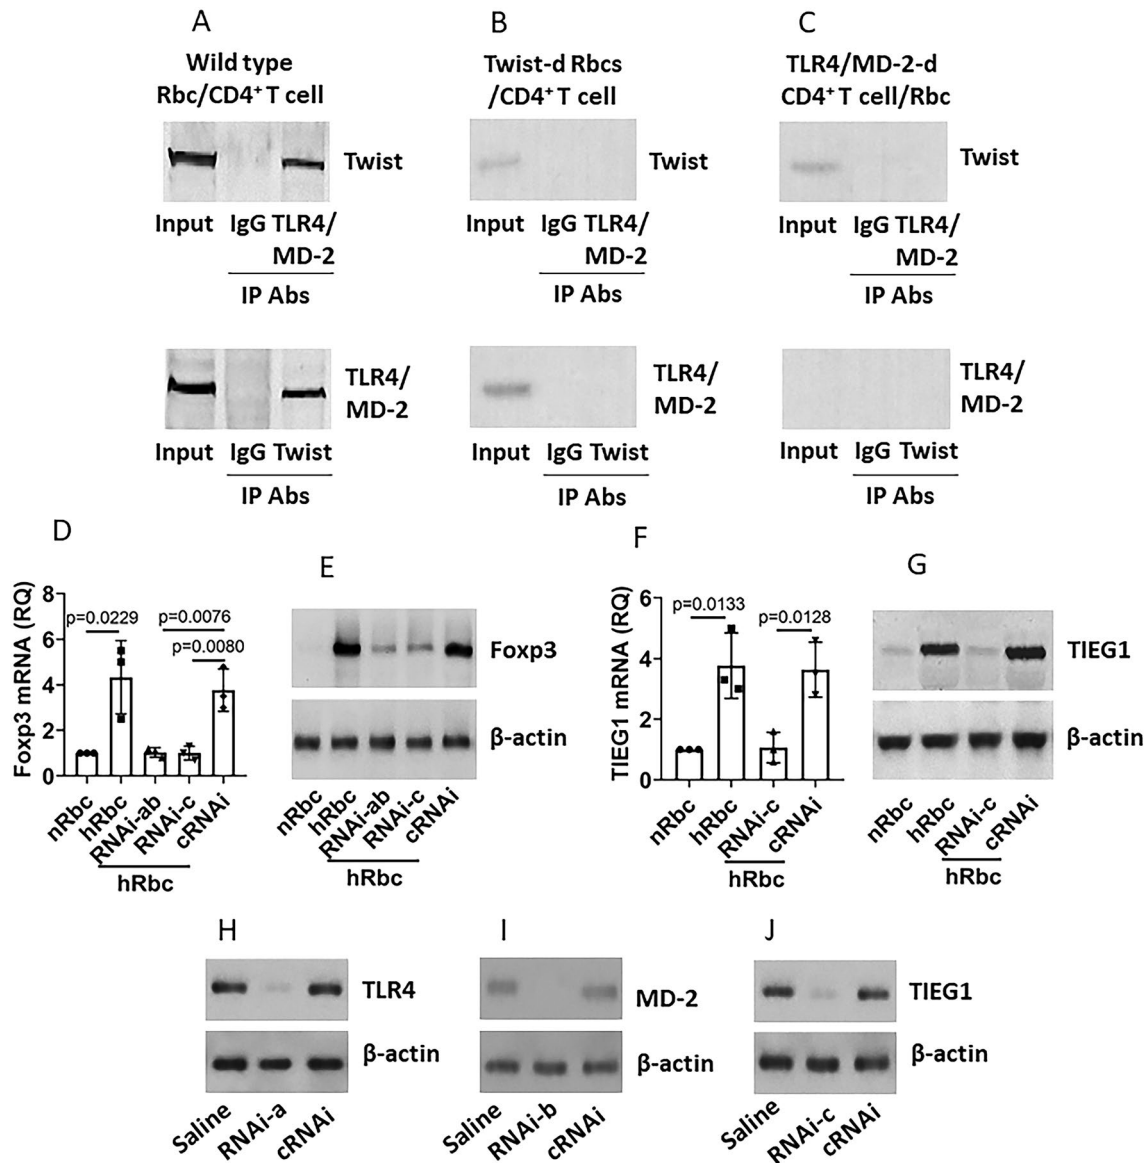 A
Wild type
Rbc/CD4⁺ T cell
Twist
Input IgG TLR4/
MD-2
IP Abs
TLR4/
MD-2
Input IgG Twist
IP Abs
B
Twist-d Rbcs
/CD4⁺ T cell
Twist
Input IgG TLR4/
MD-2
IP Abs
TLR4/
MD-2
Input IgG Twist
IP Abs
C
TLR4/MD-2-d
CD4⁺ T cell/Rbc
Twist
Input IgG TLR4/
MD-2
IP Abs
TLR4/
MD-2
Input IgG Twist
IP Abs
D
Foxp3 mRNA (RQ)
8
6
4
2
0
p=0.0229
p=0.0076
p=0.0080
nRbc
hRbc
RNAi-ab
RNAi-c
cRNAi
hRbc
E
Foxp3
β-actin
nRbc
hRbc
RNAi-ab
RNAi-c
cRNAi
hRbc
F
TIEG1 mRNA (RQ)
6
4
2
0
p=0.0133
p=0.0128
nRbc
hRbc
RNAi-c
cRNAi
hRbc
G
TIEG1
β-actin
nRbc
hRbc
RNAi-c
cRNAi
hRbc
H
TLR4
β-actin
Saline
RNAi-a
cRNAi
I
MD-2
β-actin
Saline
RNAi-b
cRNAi
J
TIEG1
β-actin
Saline
RNAi-c
cRNAi